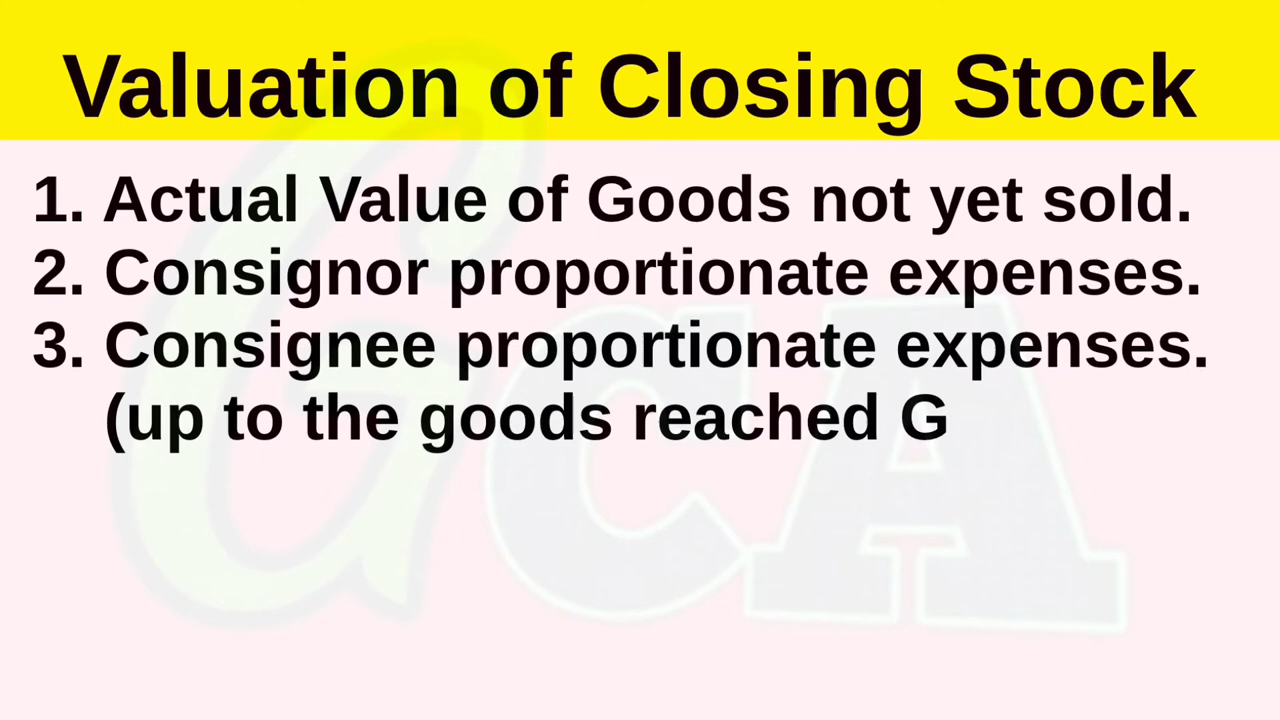 Valuation of Closing Stock
1. Actual Value of Goods not yet sold.
2. Consignor proportionate expenses.
3. Consignee proportionate expenses.
(up to the goods reached G
GCA